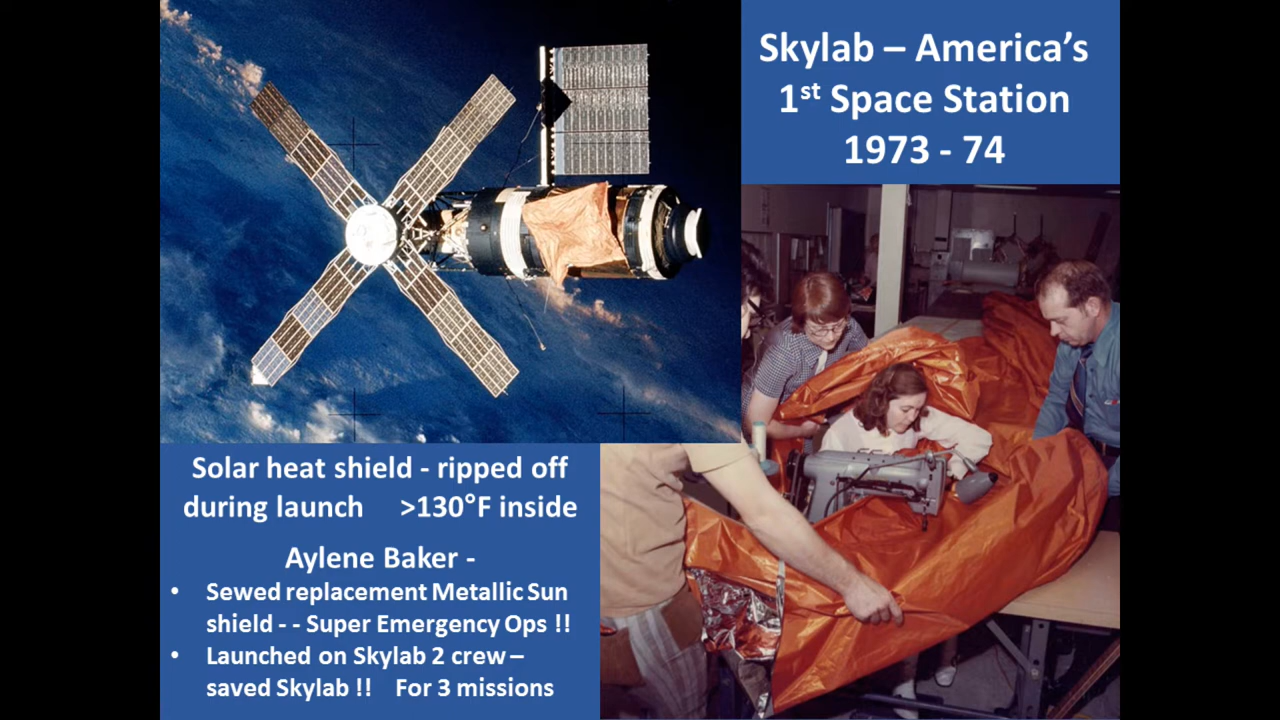 Skylab – America's
1st Space Station
1973 - 74
Solar heat shield - ripped off
during launch >130°F inside
Aylene Baker -
• Sewed replacement Metallic Sun
shield - - Super Emergency Ops !!
• Launched on Skylab 2 crew –
saved Skylab !! For 3 missions